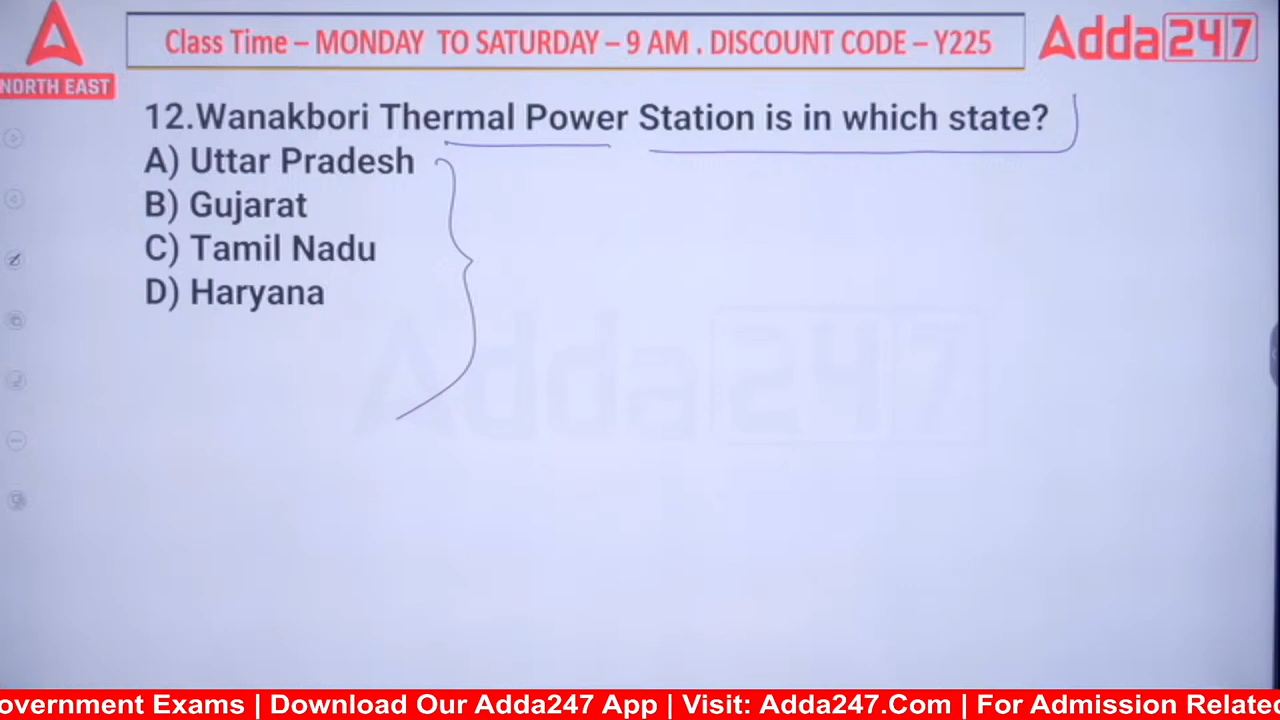 Class Time – MONDAY TO SATURDAY – 9 AM . DISCOUNT CODE – Y225
Adda247
NORTH EAST
12.Wanakbori Thermal Power Station is in which state?
A) Uttar Pradesh
B) Gujarat
C) Tamil Nadu
D) Haryana
Adda247
overnment Exams | Download Our Adda247 App | Visit: Adda247.Com | For Admission Related